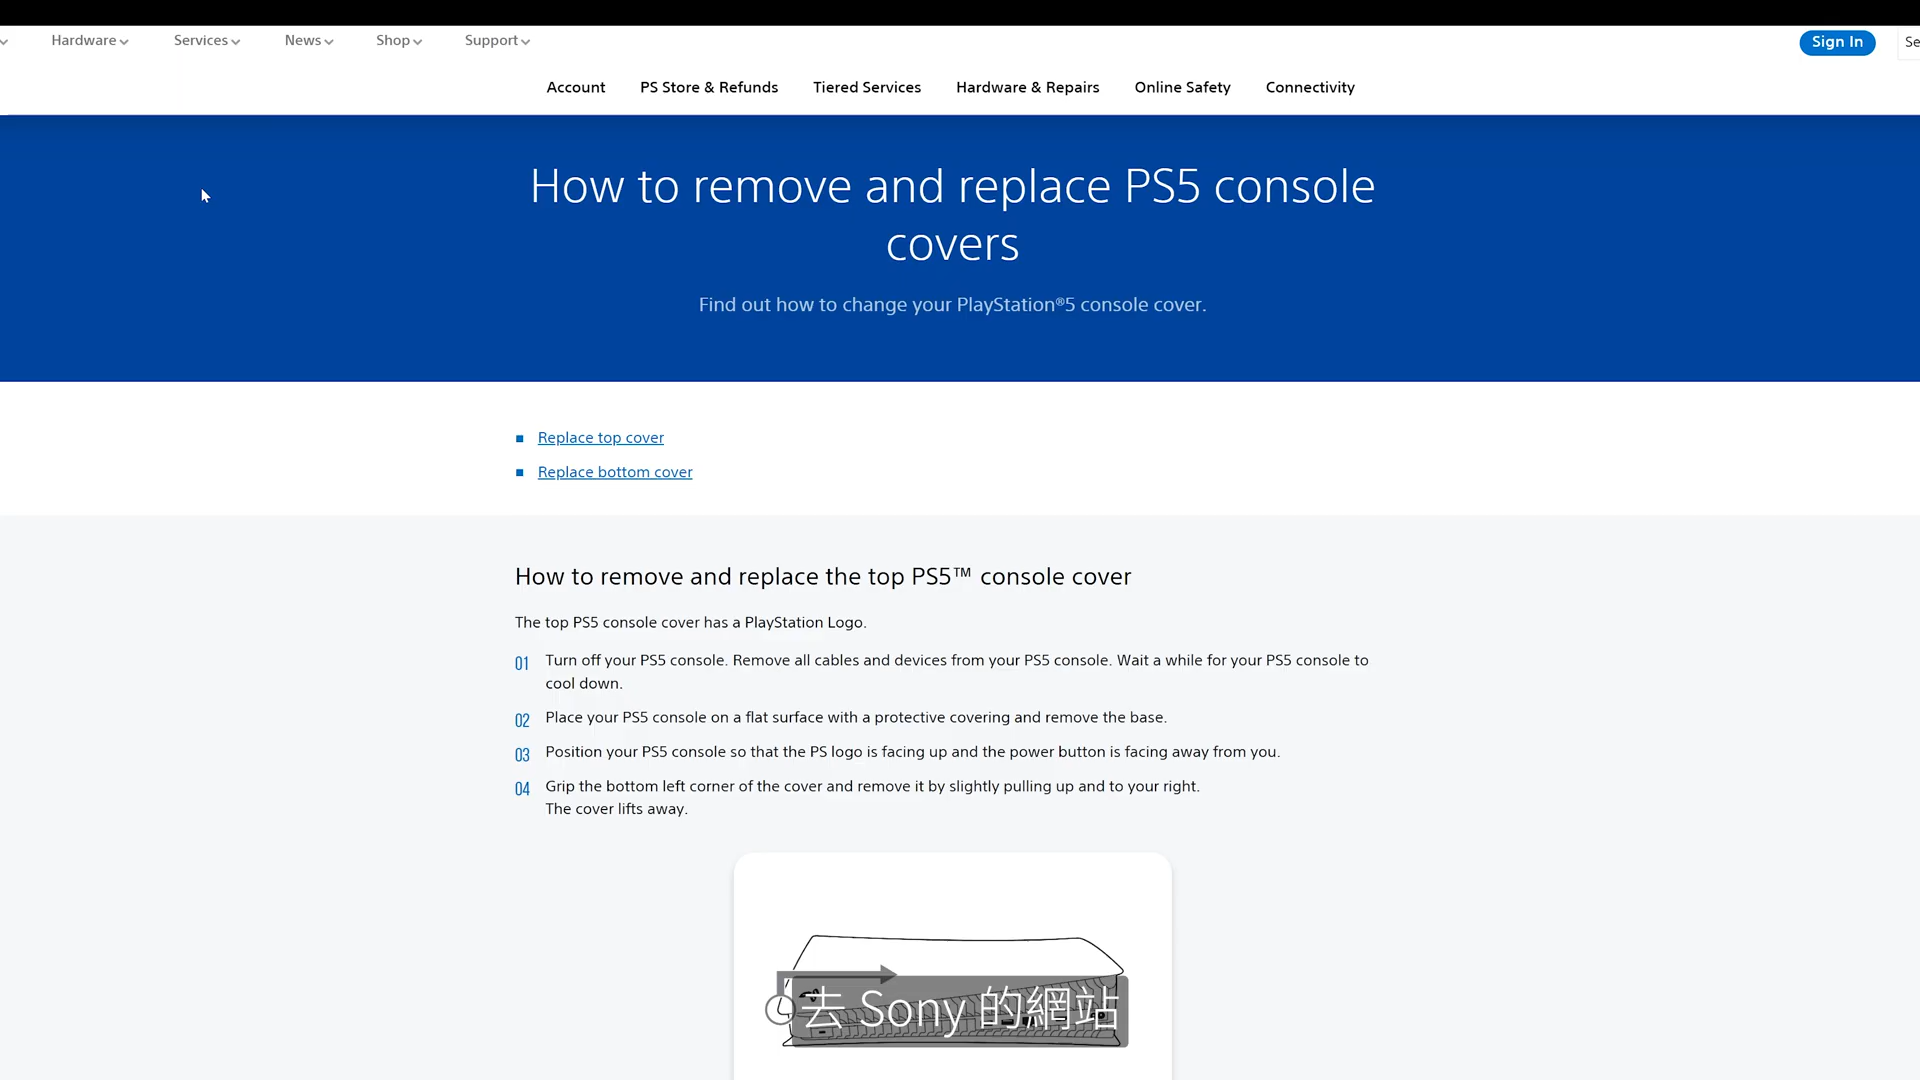 Hardware
Services
News
Shop
Support
Sign In
Se
Account
PS Store & Refunds
Tiered Services
Hardware & Repairs
Online Safety
Connectivity
How to remove and replace PS5 console
covers
Find out how to change your PlayStation®5 console cover.
Replace top cover
Replace bottom cover
How to remove and replace the top PS5™ console cover
The top PS5 console cover has a PlayStation Logo.
01 Turn off your PS5 console. Remove all cables and devices from your PS5 console. Wait a while for your PS5 console to
cool down.
02 Place your PS5 console on a flat surface with a protective covering and remove the base.
03 Position your PS5 console so that the PS logo is facing up and the power button is facing away from you.
04 Grip the bottom left corner of the cover and remove it by slightly pulling up and to your right.
The cover lifts away.
去 Sony 的網站